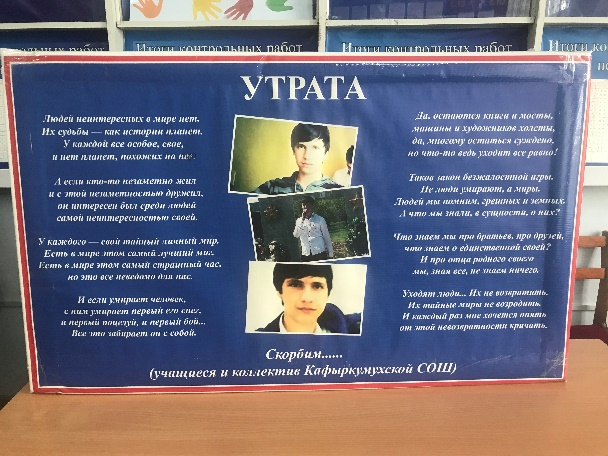 Итоги контрольных работ
Итоги контрольных работ
УТРАТА
Людей неинтересных в мире нет.
Их судьбы — как истории планет.
У каждой все особое, свое,
и нет планет, похожих на нее.
А если кто-то незаметно жил
и с этой незаметностью дружил,
он интересен был среди людей
самой неинтересностью своей.
У каждого — свой тайный личный мир.
Есть в мире этом самый лучший миг.
Есть в мире этом самый страшный час,
но это все неведомо для нас.
И если умирает человек,
с ним умирает первый его снег,
и первый поцелуй, и первый бой...
Все это забирает он с собой.
Да, остаются книги и мосты,
машины и художников холсты,
да, многому остаться суждено,
но что-то ведь уходит все равно!
Таков закон безжалостной игры.
Не люди умирают, а миры.
Людей мы помним, грешных и земных.
А что мы знали, в сущности, о них?
Что знаем мы про братьев, про друзей,
что знаем о единственной своей?
И про отца родного своего
мы, зная все, не знаем ничего.
Уходят люди... Их не возвратить.
Их тайные миры не возродить.
И каждый раз мне хочется опять
от этой невозвратности кричать.
Скорбим......
(учащиеся и коллектив Кафыркумухской СОШ)